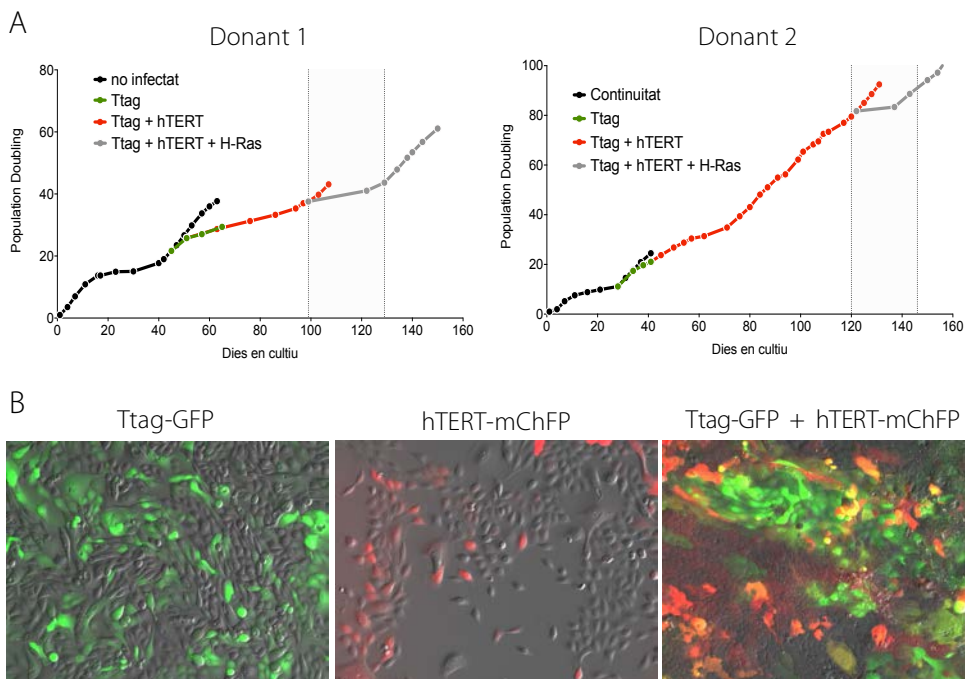 A
Donant 1
Donant 2
80
60
40
20
0
Population Doubling
no infectat
Ttag
Ttag + hTERT
Ttag + hTERT + H-Ras
0 20 40 60 80 100 120 140 160
Dies en cultiu
100
80
60
40
20
0
Population Doubling
Continuitat
Ttag
Ttag + hTERT
Ttag + hTERT + H-Ras
0 20 40 60 80 100 120 140 160
Dies en cultiu
B
Ttag-GFP
hTERT-mChFP
Ttag-GFP + hTERT-mChFP